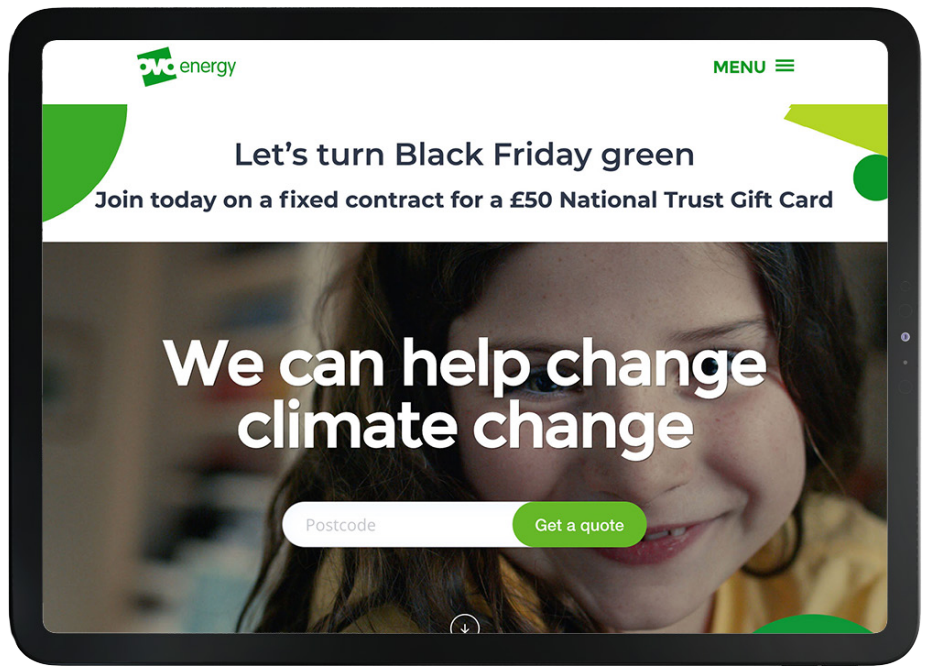 ovo energy
MENU
Let's turn Black Friday green
Join today on a fixed contract for a £50 National Trust Gift Card
We can help change
climate change
Postcode
Get a quote